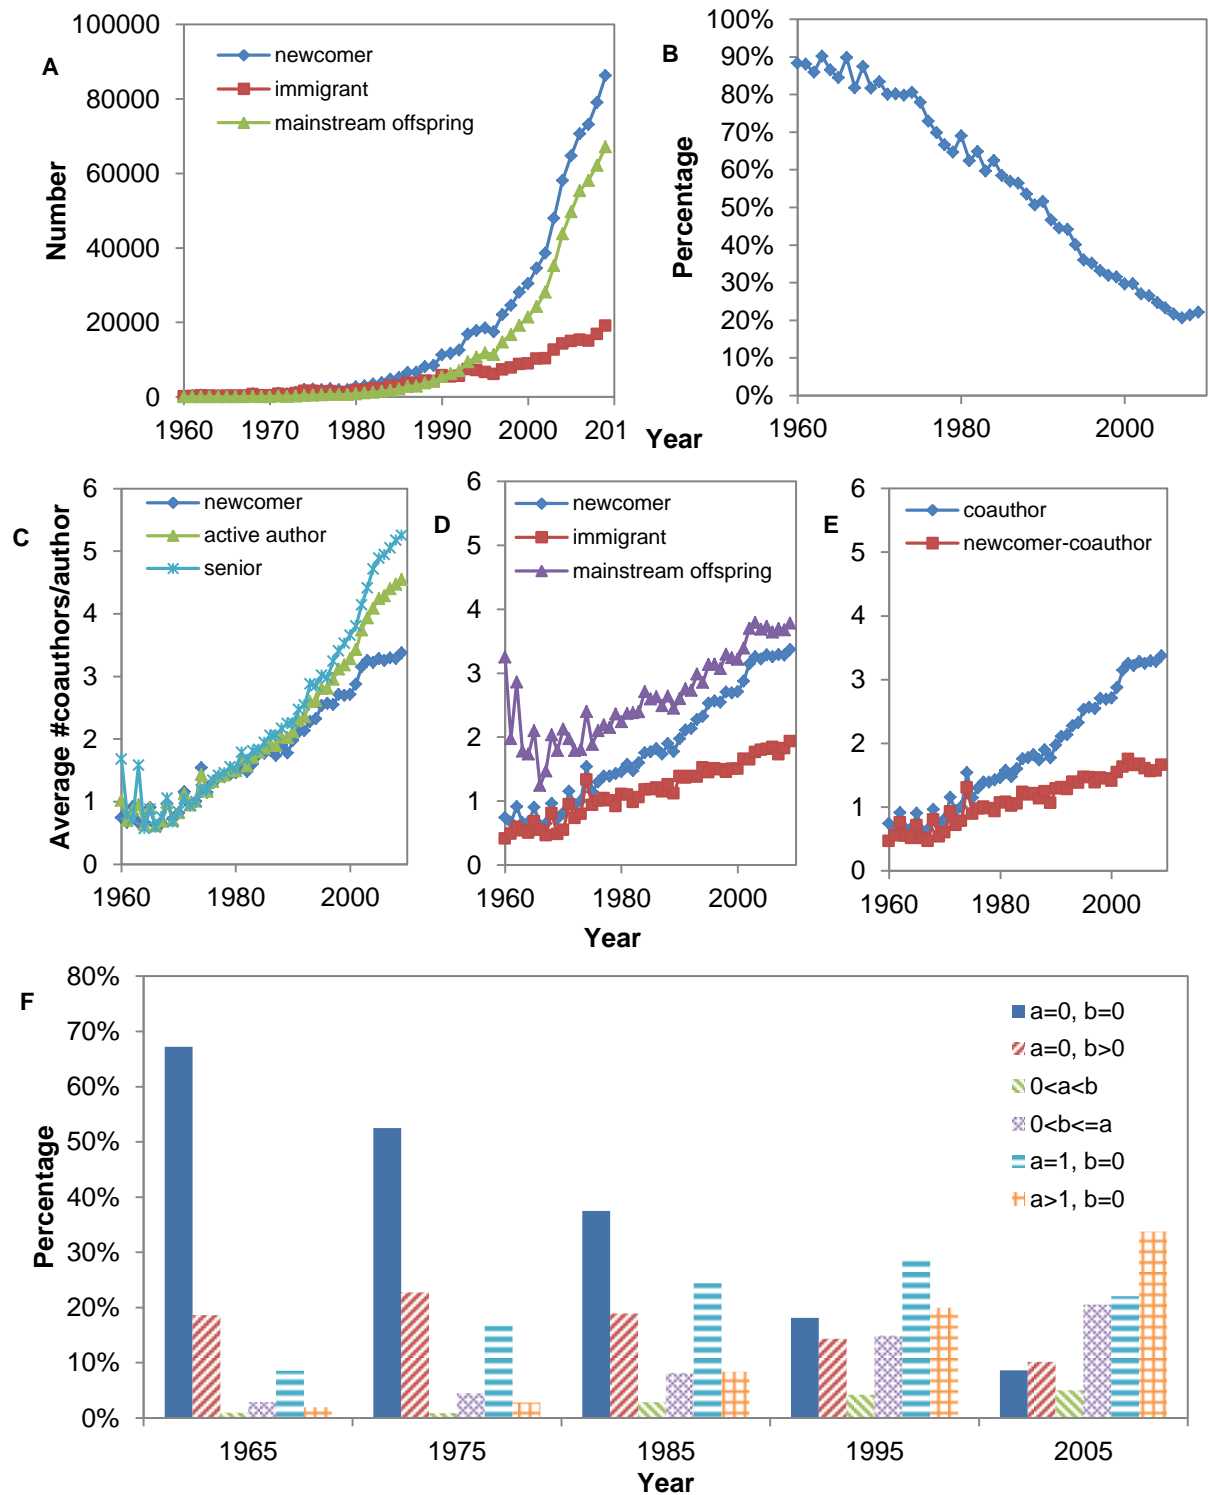 A
Number
100000
80000
60000
40000
20000
0
newcomer
immigrant
mainstream offspring
1960 1970 1980 1990 2000 201
Year
B
Percentage
100%
90%
80%
70%
60%
50%
40%
30%
20%
10%
0%
1960 1980 2000
C
Average #coauthors/author
6
5
4
3
2
1
0
newcomer
active author
senior
1960 1980 2000
D
6
5
4
3
2
1
0
newcomer
immigrant
mainstream offspring
1960 1980 2000
Year
E
6
5
4
3
2
1
0
coauthor
newcomer-coauthor
1960 1980 2000
F
Percentage
80%
70%
60%
50%
40%
30%
20%
10%
0%
a=0, b=0
a=0, b>0
0<a<b
0<b<=a
a=1, b=0
a>1, b=0
1965 1975 1985 1995 2005
Year